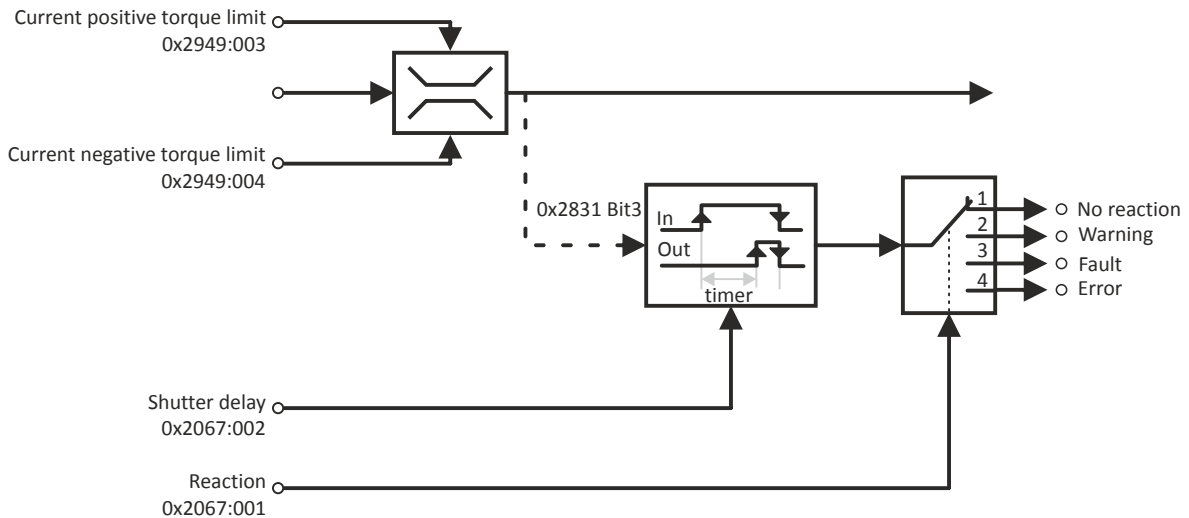 Current positive torque limit
0x2949:003
Current negative torque limit
0x2949:004
0x2831 Bit3
In
Out
timer
1
No reaction
2
Warning
3
Fault
4
Error
Shutter delay
0x2067:002
Reaction
0x2067:001